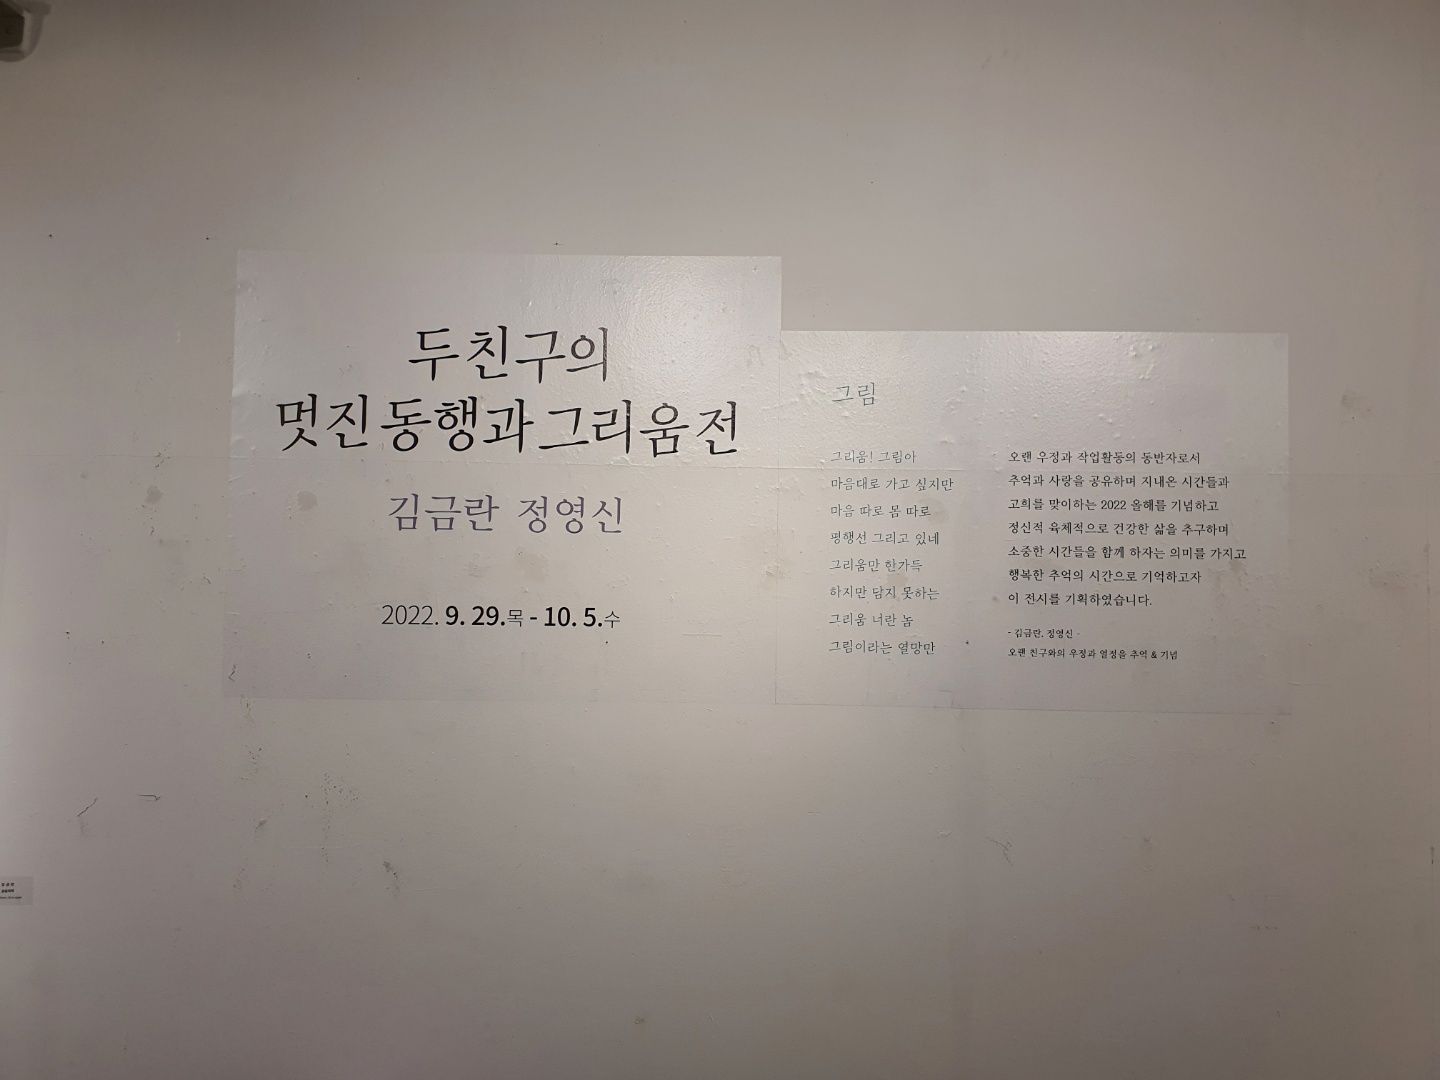 두친구의
멋진동행과그리움전
김금란 정영신
2022. 9. 29.목 - 10. 5.수
그림
그리움! 그림아
마음대로 가고 싶지만
마음 따로 몸 따로
평행선 그리고 있네
그리움만 한가득
하지만 담지 못하는
그리움 너란 놈
그림이라는 열망만
오랜 우정과 작업활동의 동반자로서
추억과 사랑을 공유하며 지내온 시간들과
고희를 맞이하는 2022 올해를 기념하고
정신적 육체적으로 건강한 삶을 추구하며
소중한 시간들을 함께 하자는 의미를 가지고
행복한 추억의 시간으로 기억하고자
이 전시를 기획하였습니다.
- 김금란, 정영신 -
오랜 친구와의 우정과 열정을 추억 & 기념